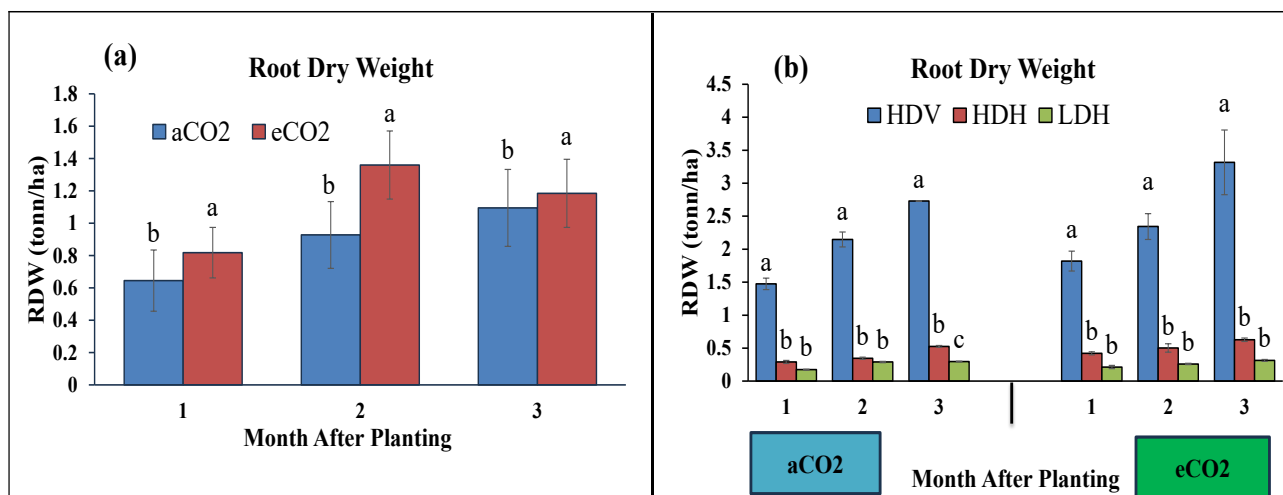 (a)
Root Dry Weight
aCO2 eCO2
RDW (tonn/ha)
1.8
1.6
1.4
1.2
1
0.8
0.6
0.4
0.2
0
b a b a b a
1 2 3
Month After Planting
(b)
Root Dry Weight
HDV HDH LDH
RDW (tonn/ha)
4.5
4
3.5
3
2.5
2
1.5
1
0.5
0
a b b a b b a b c a b b a b b a b b
1 2 3 1 2 3
aCO2 Month After Planting eCO2